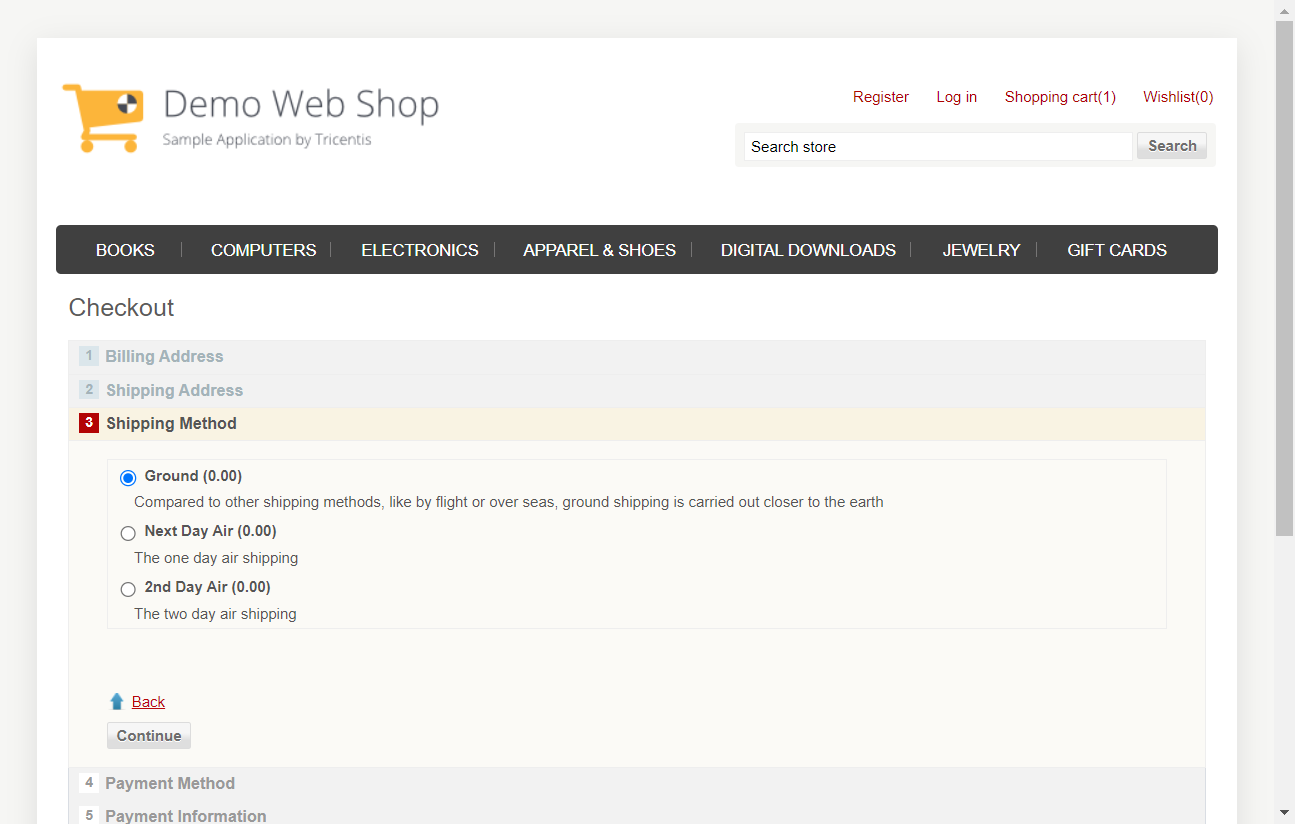 Demo Web Shop
Sample Application by Tricentis
Register Log in Shopping cart(1) Wishlist(0)
Search store Search
BOOKS COMPUTERS ELECTRONICS APPAREL & SHOES DIGITAL DOWNLOADS JEWELRY GIFT CARDS
Checkout
1 Billing Address
2 Shipping Address
3 Shipping Method
Ground (0.00)
Compared to other shipping methods, like by flight or over seas, ground shipping is carried out closer to the earth
Next Day Air (0.00)
The one day air shipping
2nd Day Air (0.00)
The two day air shipping
Back
Continue
4 Payment Method
5 Payment Information